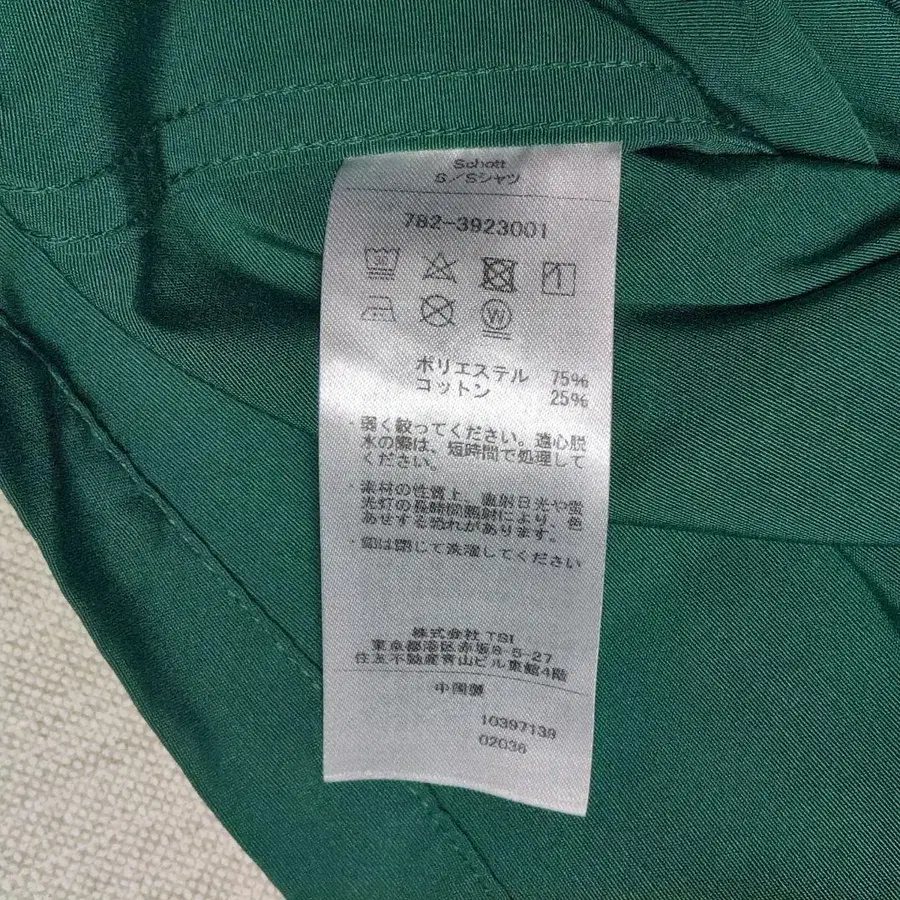 Schott
S/Sシャツ
782-3923001
ポリエステル 75%
コットン 25%
・弱く絞ってください。遠心脱
水の際は、短時間で処理して
ください。
・素材の性質上、直射日光や蛍
光灯の長時間照射により、色
あせする恐れがあります。
・釦は閉じて洗濯してください
株式会社 TSI
東京都港区赤坂8-5-27
住友不動産青山ビル東館4階
中国製
10397139
02036